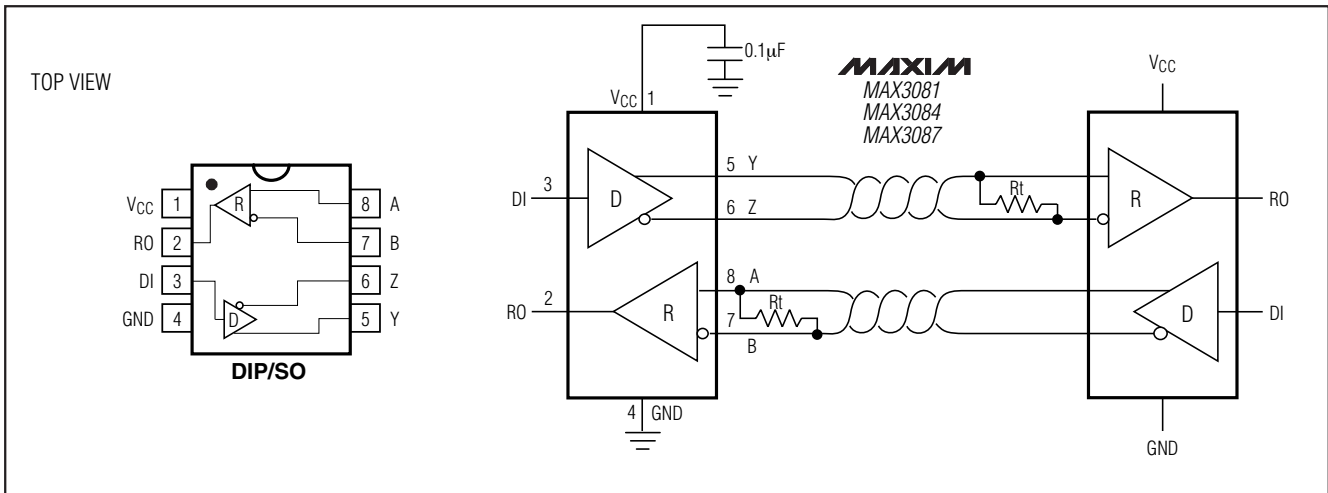 TOP VIEW
VCC 1
RO 2
DI 3
GND 4
8 A
7 B
6 Z
5 Y
R
D
DIP/SO
0.1µF
VCC 1
MAXIM
MAX3081
MAX3084
MAX3087
VCC
DI 3
D
5 Y
6 Z
Rt
R
RO
RO 2
R
8 A
7
B
Rt
D
DI
4 GND
GND